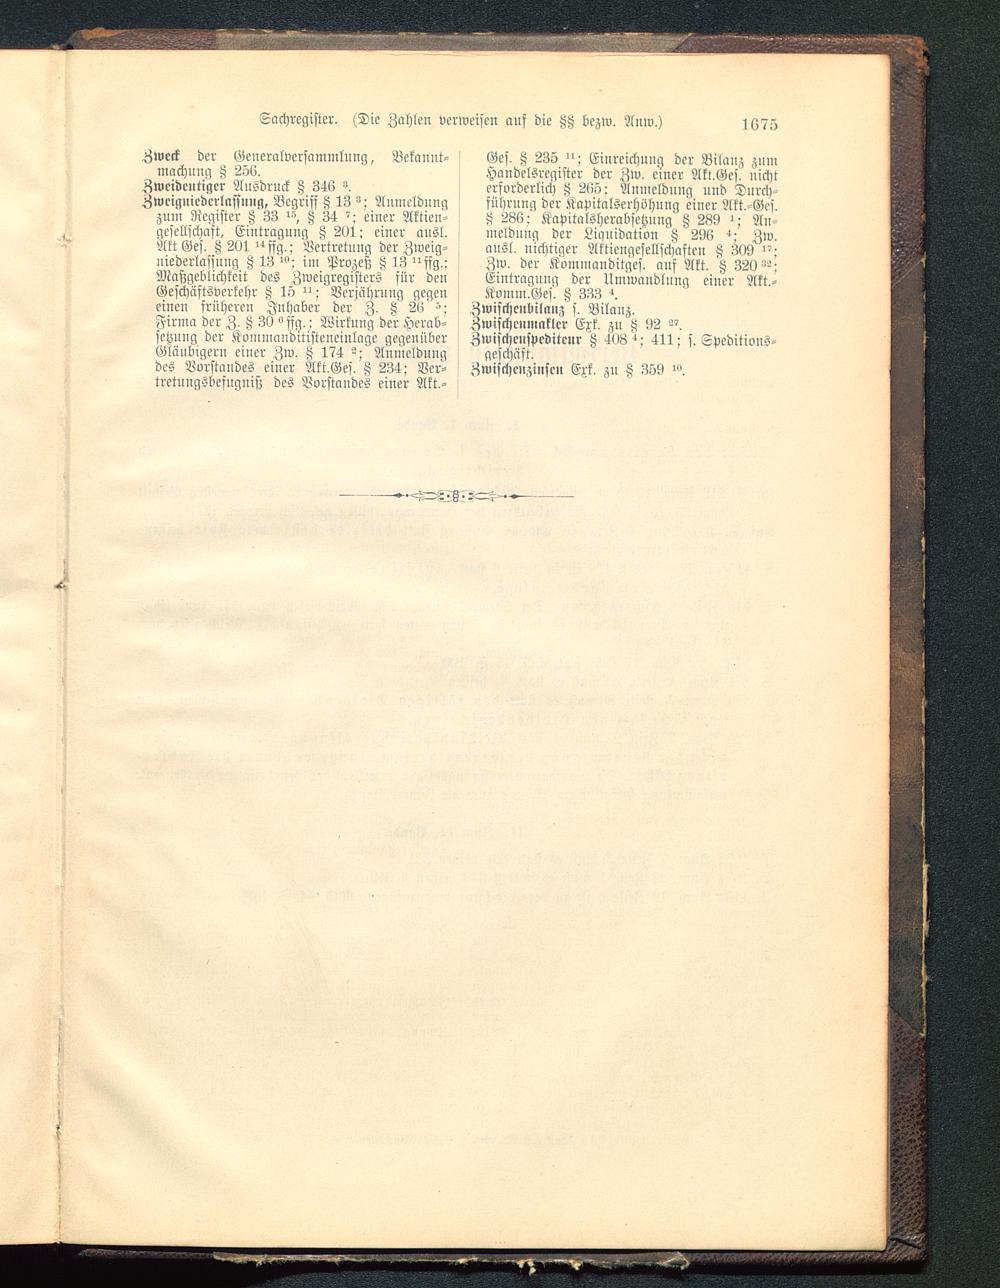 Sachregister. (Die Zahlen verweisen auf die §§ bezw. Anm.) 1675
Zweck der Generalversammlung, Bekannt-
machung § 256.
Zweideutiger Ausdruck § 346 ³.
Zweigniederlassung, Begriff § 13 ³; Anmeldung
zum Register § 33 ¹⁵, § 34 ⁷; einer Aktien-
gesellschaft, Eintragung § 201; einer ausl.
Akt Ges. § 201 ¹⁴ ffg.; Vertretung der Zweig-
niederlassung § 13 ¹⁰; im Prozeß § 13 ¹¹ ffg.;
Maßgeblichkeit des Zweigregisters für den
Geschäftsverkehr § 15 ¹¹; Verjährung gegen
einen früheren Inhaber der Z. § 26 ⁵;
Firma der Z. § 30 ⁶ ffg.; Wirkung der Herab-
setzung der Kommanditisteneinlage gegenüber
Gläubigern einer Zw. § 174 ²; Anmeldung
des Vorstandes einer Akt.Ges. § 234; Ver-
tretungsbefugniß des Vorstandes einer Akt.-
Ges. § 235 ¹¹; Einreichung der Bilanz zum
Handelsregister der Zw. einer Akt.Ges. nicht
erforderlich § 265; Anmeldung und Durch-
führung der Kapitalserhöhung einer Akt.-Ges.
§ 286; Kapitalsherabsetzung § 289 ¹; An-
meldung der Liquidation § 296 ⁴; Zw.
ausl. nichtiger Aktiengesellschaften § 309 ¹⁷;
Zw. der Kommanditges. auf Akt. § 320 ³²;
Eintragung der Umwandlung einer Akt.-
Komm.Ges. § 333 ⁴.
Zwischenbilanz s. Bilanz.
Zwischenmakler Exk. zu § 92 ²⁷.
Zwischenspediteur § 408 ⁴; 411; s. Speditions-
geschäft.
Zwischenzinsen Exk. zu § 359 ¹⁰.